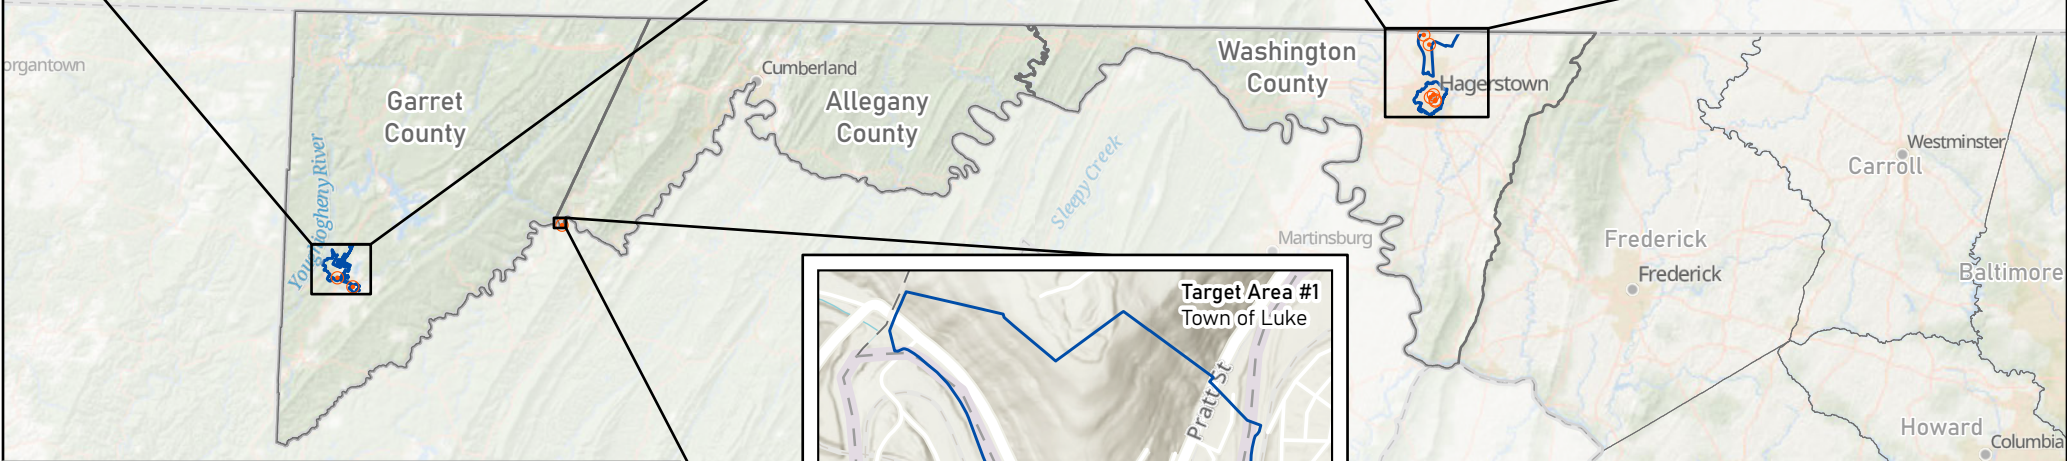 organtown
Garret
County
Youghiogheny River
Cumberland
Allegany
County
Sleepy Creek
Washington
County
Hagerstown
Martinsburg
Westminster
Carroll
Frederick
Frederick
Baltimore
Howard
Columbia
Target Area #1
Town of Luke
Pratt St